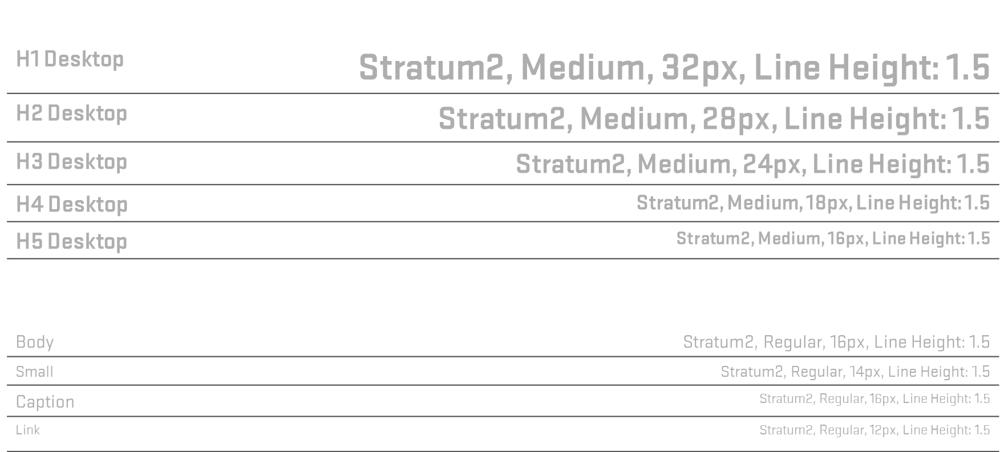 H1 Desktop Stratum2, Medium, 32px, Line Height: 1.5
H2 Desktop Stratum2, Medium, 28px, Line Height: 1.5
H3 Desktop Stratum2, Medium, 24px, Line Height: 1.5
H4 Desktop Stratum2, Medium, 18px, Line Height: 1.5
H5 Desktop Stratum2, Medium, 16px, Line Height: 1.5
Body Stratum2, Regular, 16px, Line Height: 1.5
Small Stratum2, Regular, 14px, Line Height: 1.5
Caption Stratum2, Regular, 16px, Line Height: 1.5
Link Stratum2, Regular, 12px, Line Height: 1.5